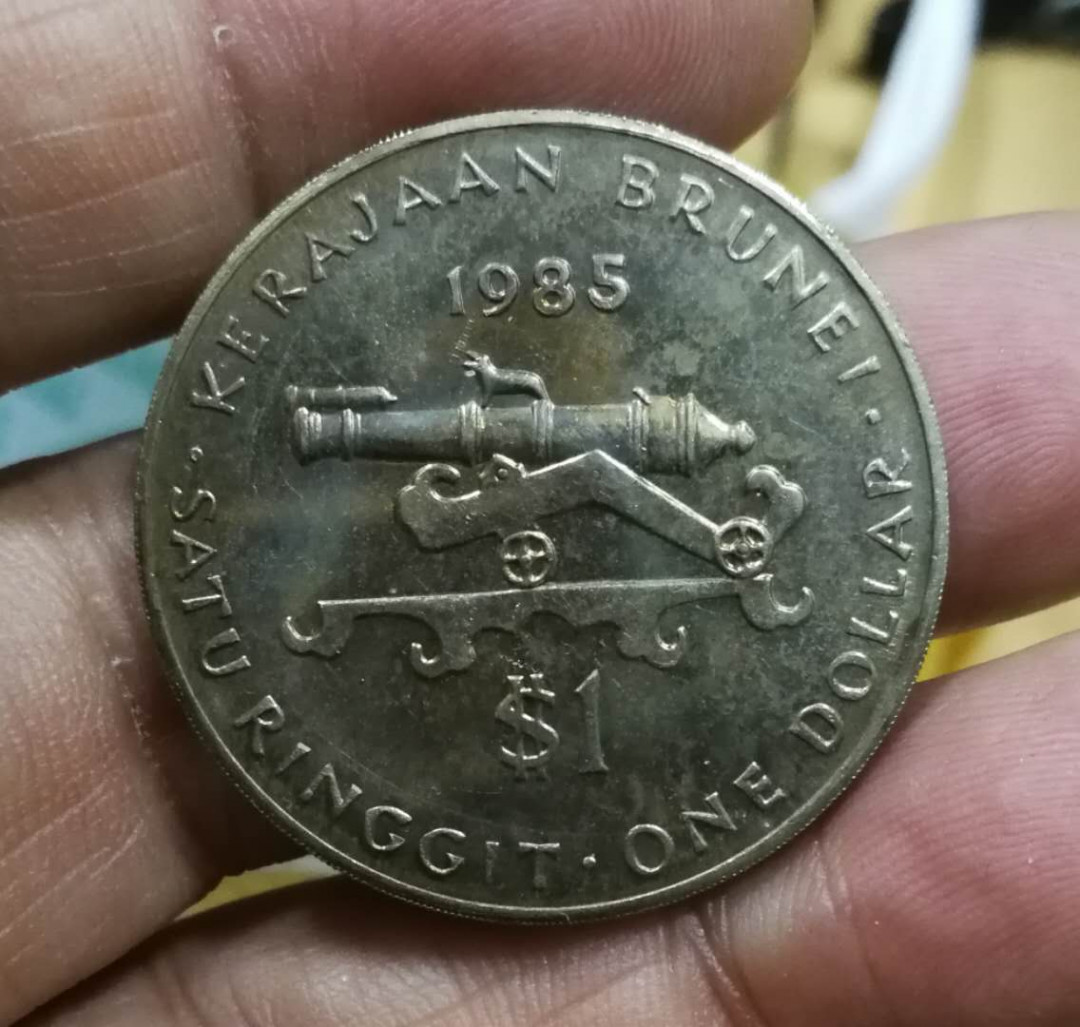 KERAJAAN BRUNEI
1985
$1
· SATU RINGGIT · ONE DOLLAR ·